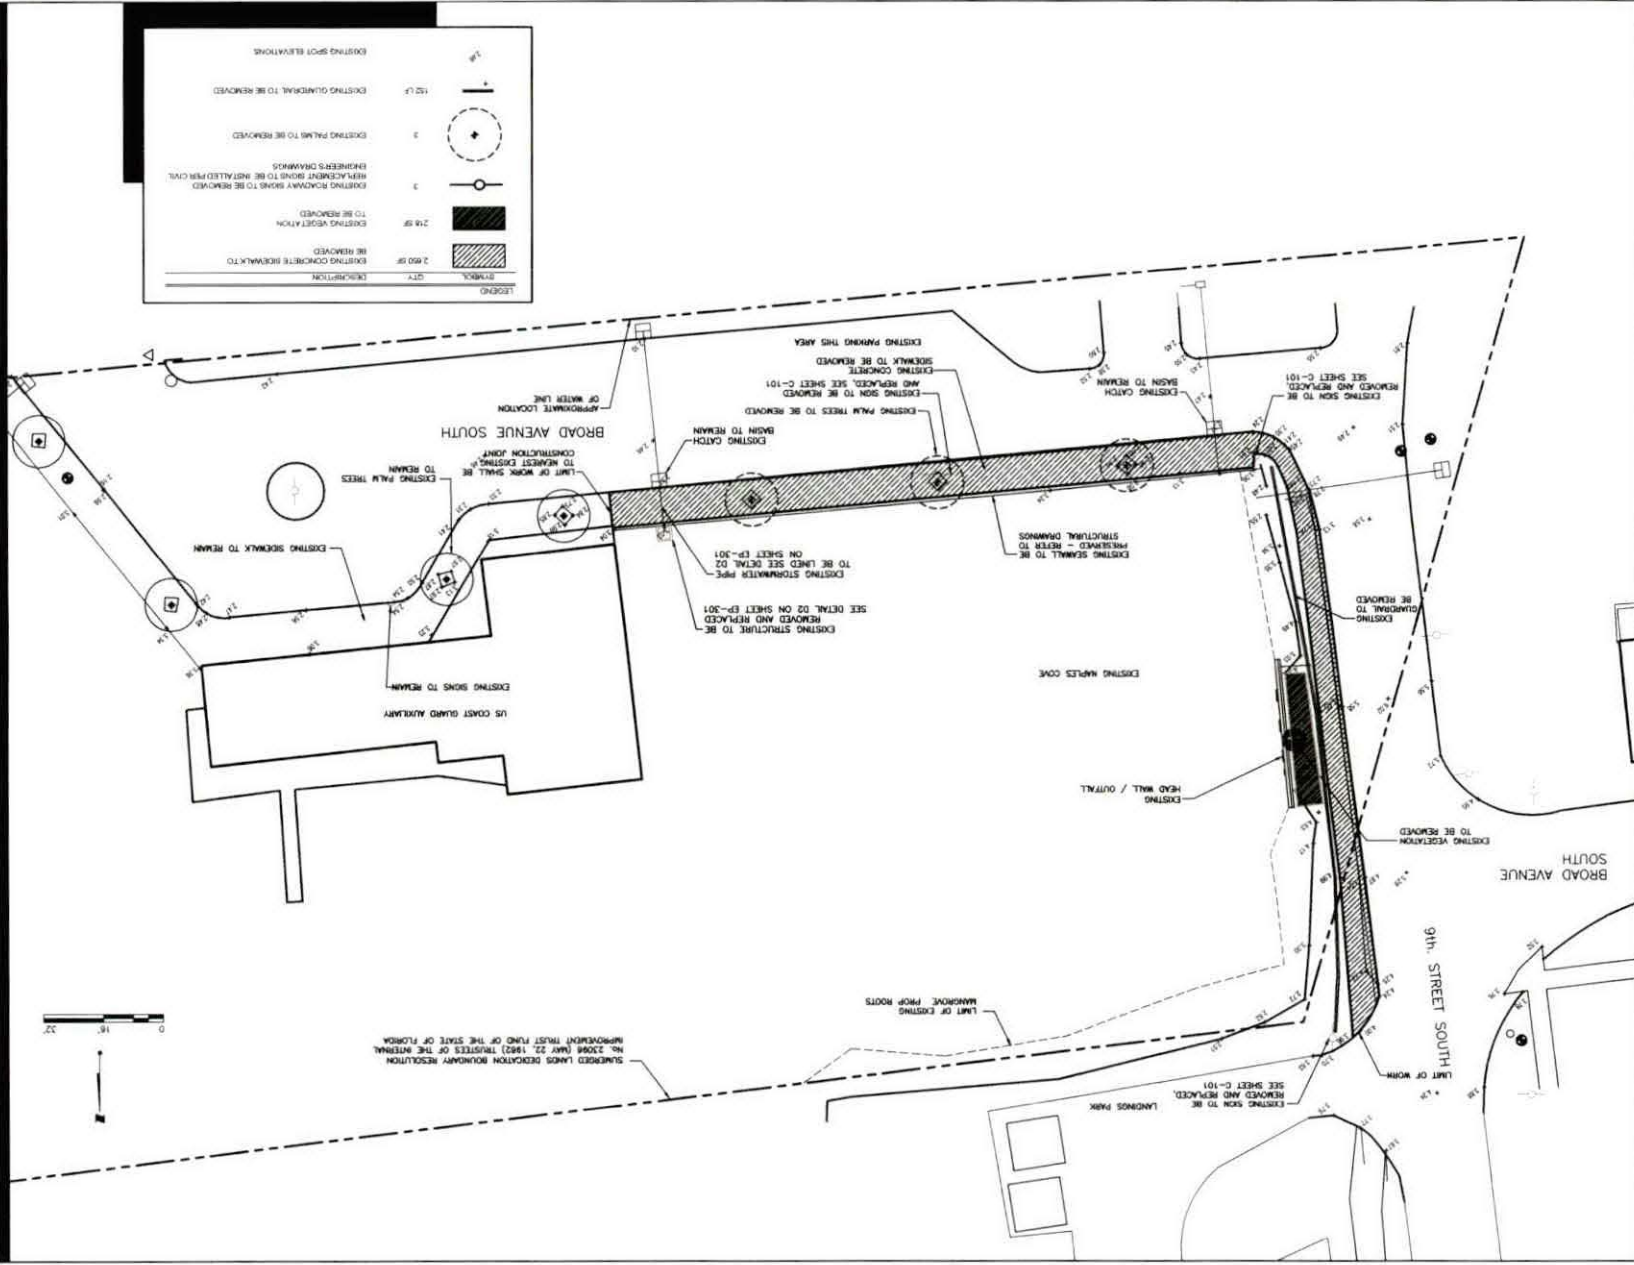 LEGEND
SYMBOL QTY DESCRIPTION
2,650 SF EXISTING CONCRETE SIDEWALK TO
BE REMOVED
218 SF EXISTING VEGETATION
TO BE REMOVED
3 EXISTING ROADWAY SIGNS TO BE REMOVED
REPLACEMENT SIGNS TO BE INSTALLED PER CIVIL
ENGINEER'S DRAWINGS
3 EXISTING PALMS TO BE REMOVED
152 LF EXISTING GUARDRAIL TO BE REMOVED
EXISTING SPOT ELEVATIONS
N
0 16' 32'
SUMERGED LANDS DEDICATION BOUNDARY RESOLUTION
No. 23096 (MAY 22, 1962) TRUSTEES OF THE INTERNAL
IMPROVEMENT TRUST FUND OF THE STATE OF FLORIDA
LANDINGS PARK
EXISTING SIGN TO BE
REMOVED AND REPLACED,
SEE SHEET C-101
LIMIT OF WORK
9th. STREET SOUTH
BROAD AVENUE
SOUTH
LIMIT OF EXISTING
MANGROVE PROP ROOTS
EXISTING VEGETATION
TO BE REMOVED
EXISTING
HEAD WALL / OUTFALL
EXISTING NAPLES COVE
EXISTING
GUARDRAIL TO
BE REMOVED
US COAST GUARD AUXILIARY
EXISTING SIGNS TO REMAIN
EXISTING STRUCTURE TO BE
REMOVED AND REPLACED
SEE DETAIL D2 ON SHEET EP-301
EXISTING STORMWATER PIPE
TO BE LINED SEE DETAIL D2
ON SHEET EP-301
EXISTING SEAWALL TO BE
PRESERVED - REFER TO
STRUCTURAL DRAWINGS
EXISTING SIDEWALK TO REMAIN
EXISTING PALM TREES
TO REMAIN
LIMIT OF WORK SHALL BE
TO NEAREST EXISTING
CONSTRUCTION JOINT
BROAD AVENUE SOUTH
EXISTING CATCH
BASIN TO REMAIN
APPROXIMATE LOCATION
OF WATER LINE
EXISTING PALM TREES TO BE REMOVED
EXISTING SIGN TO BE REMOVED
AND REPLACED, SEE SHEET C-101
EXISTING CONCRETE
SIDEWALK TO BE REMOVED
EXISTING PARKING THIS AREA
EXISTING CATCH
BASIN TO REMAIN
EXISTING SIGN TO BE
REMOVED AND REPLACED,
SEE SHEET C-101